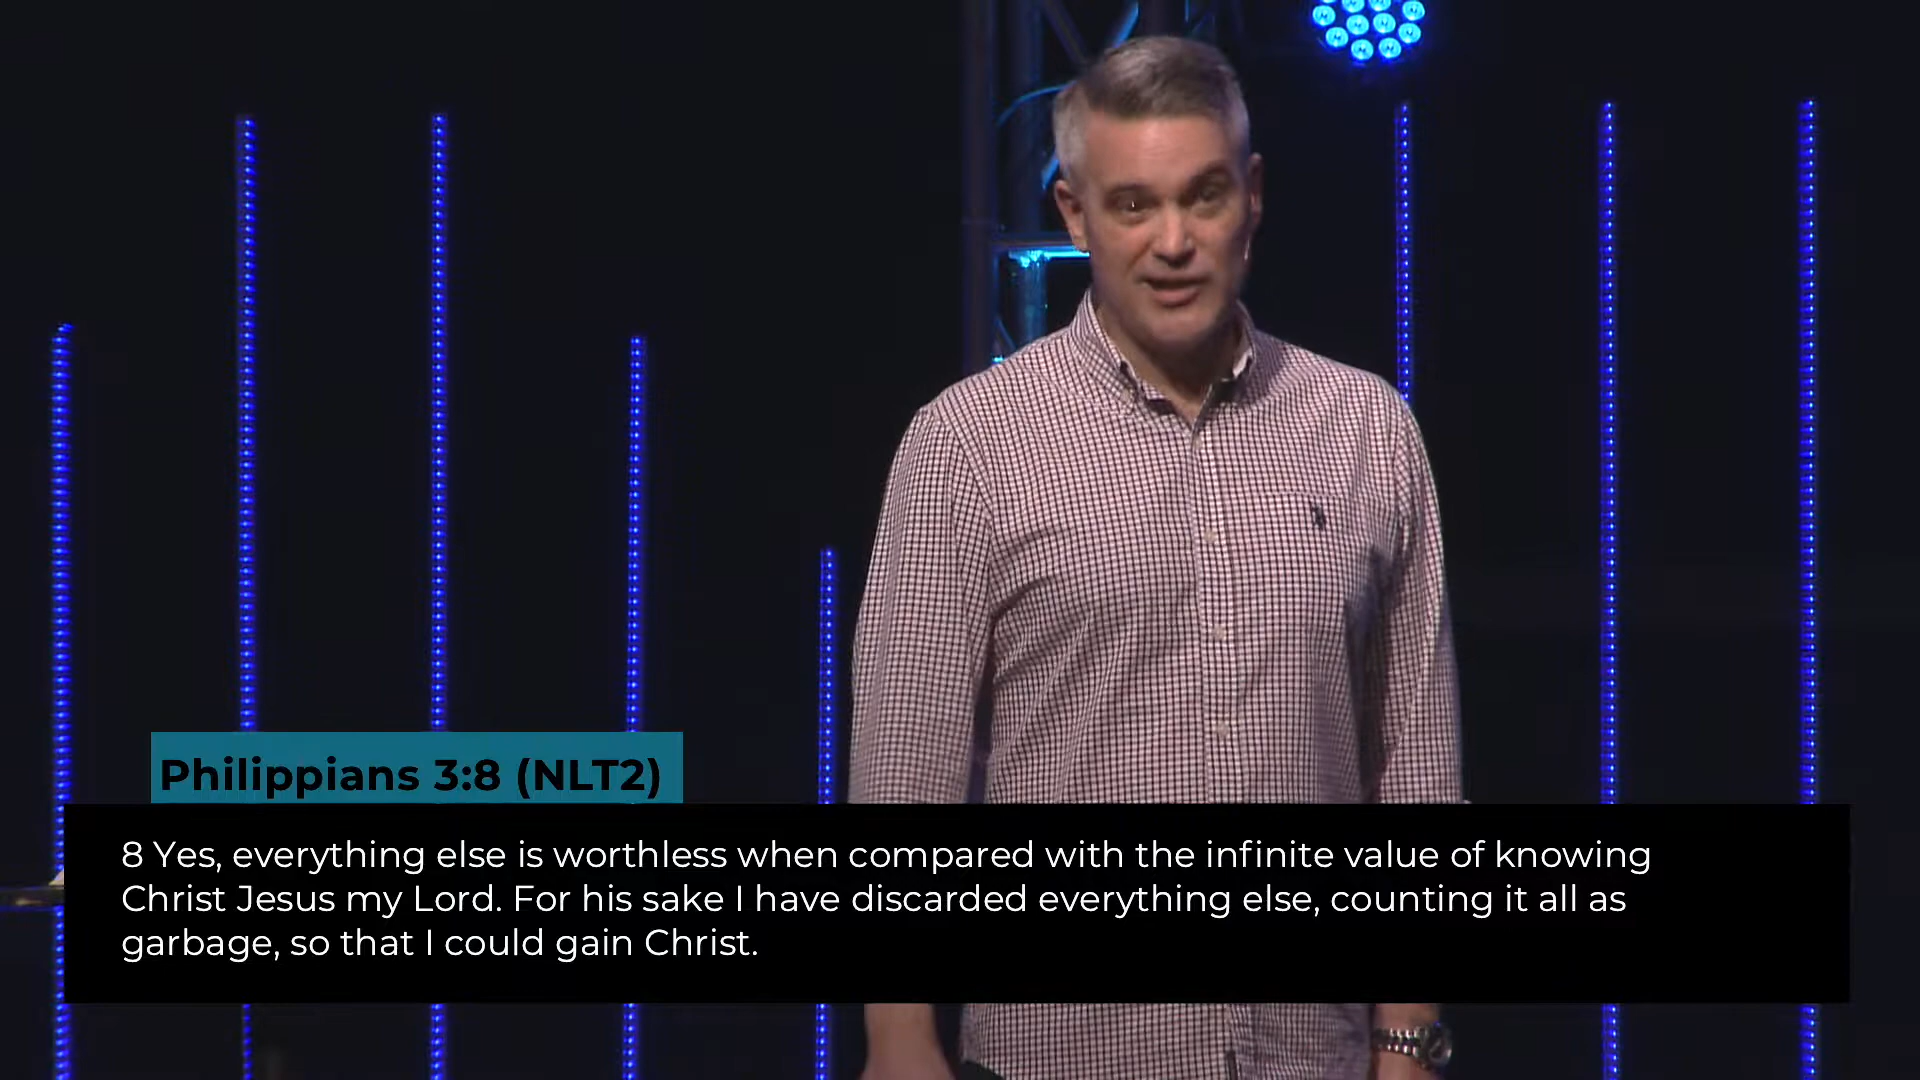 Philippians 3:8 (NLT2)
8 Yes, everything else is worthless when compared with the infinite value of knowing
Christ Jesus my Lord. For his sake I have discarded everything else, counting it all as
garbage, so that I could gain Christ.